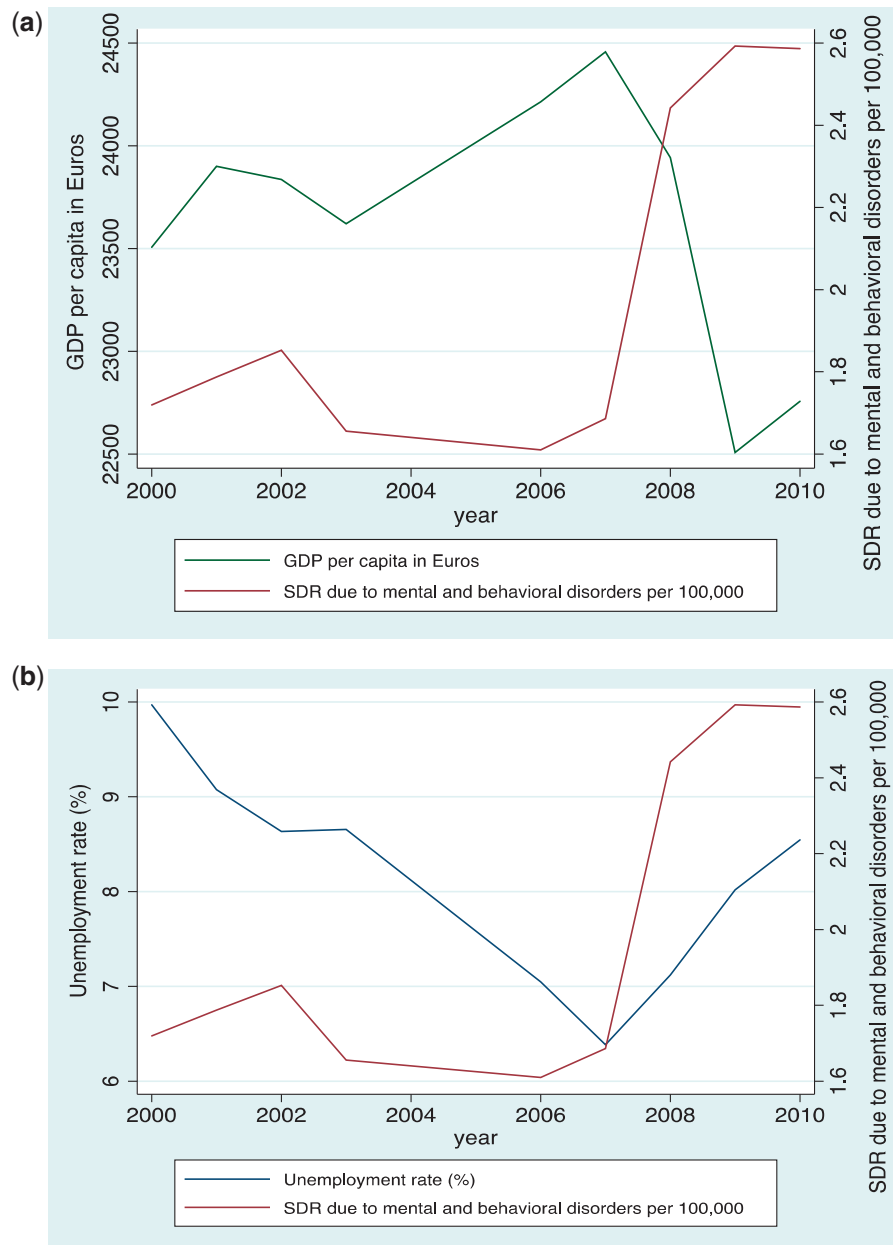 (a)
GDP per capita in Euros
24500
24000
23500
23000
22500
2.6
2.4
2.2
2
1.8
1.6
SDR due to mental and behavioral disorders per 100,000
2000
2002
2004
2006
2008
2010
year
GDP per capita in Euros
SDR due to mental and behavioral disorders per 100,000
(b)
Unemployment rate (%)
10
9
8
7
6
2.6
2.4
2.2
2
1.8
1.6
SDR due to mental and behavioral disorders per 100,000
2000
2002
2004
2006
2008
2010
year
Unemployment rate (%)
SDR due to mental and behavioral disorders per 100,000